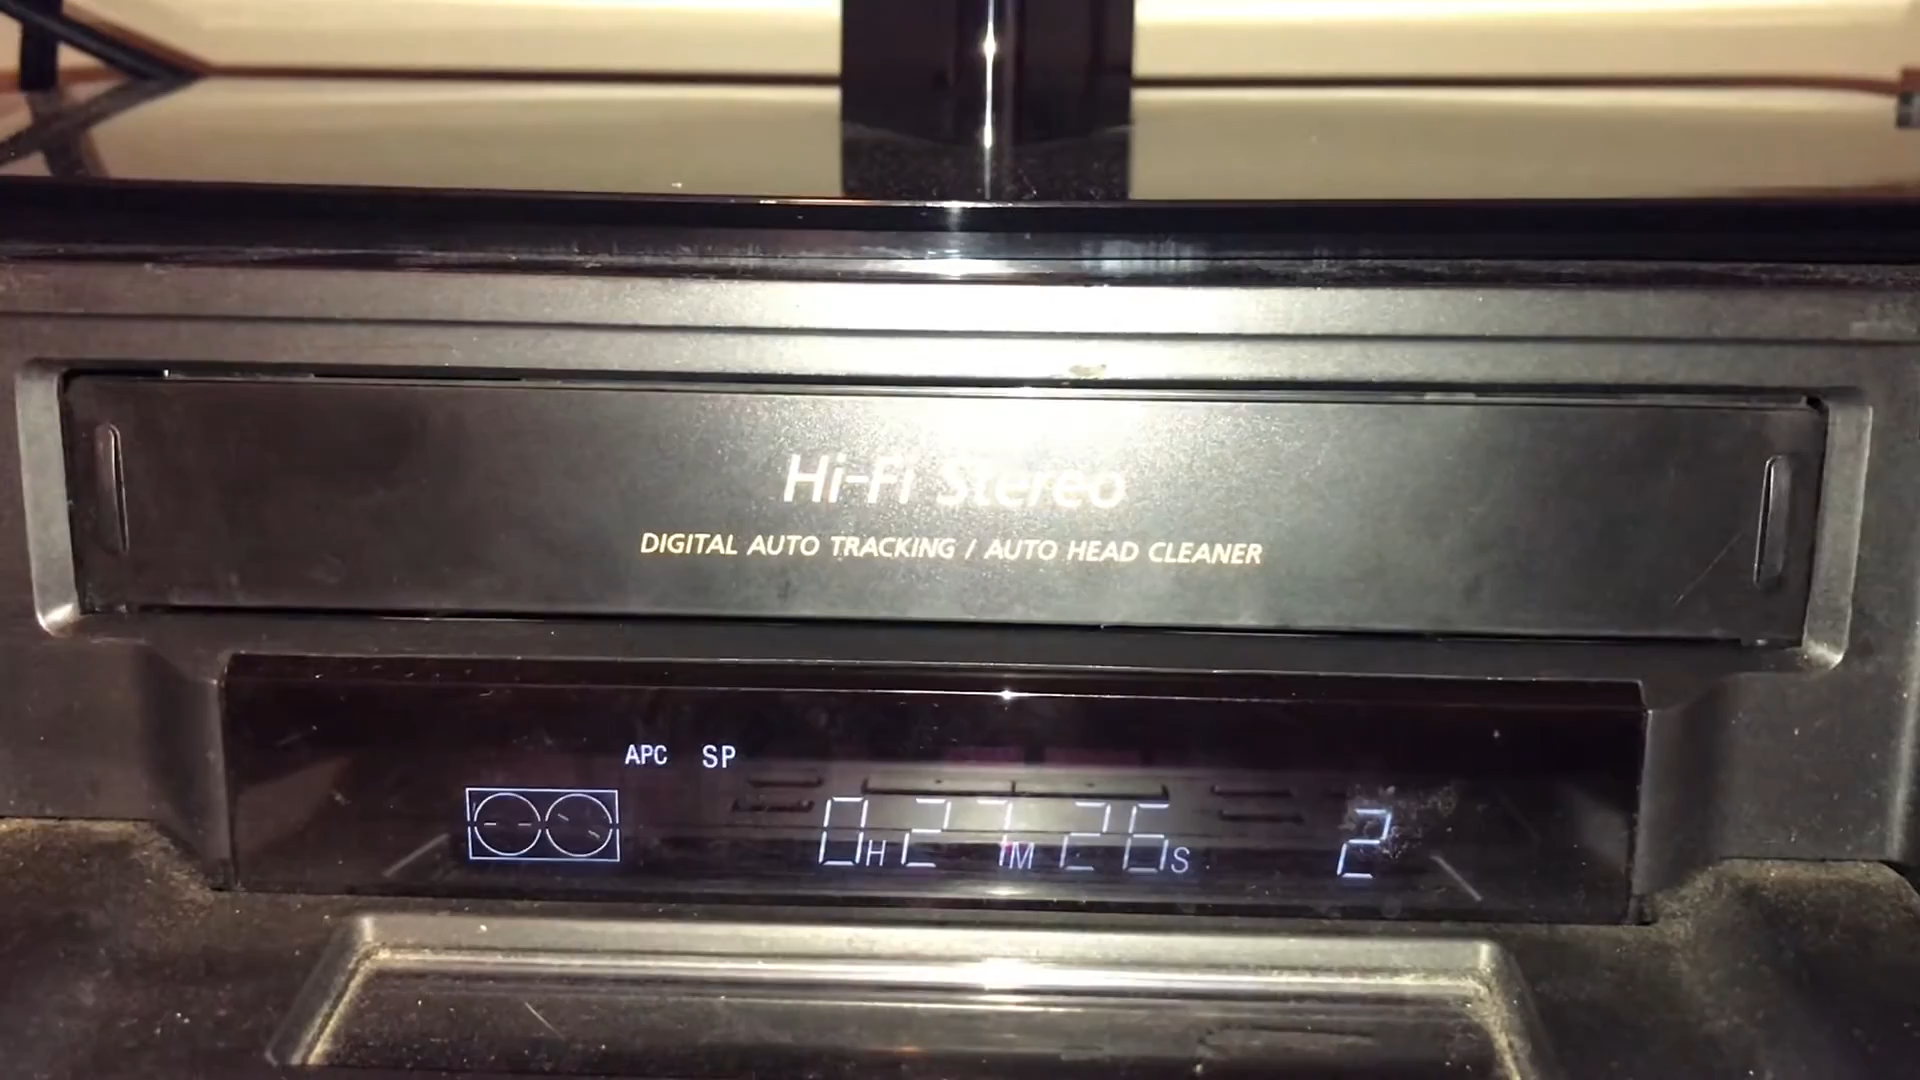 Hi-Fi Stereo
DIGITAL AUTO TRACKING / AUTO HEAD CLEANER
APC SP
0H 27M 26S 2